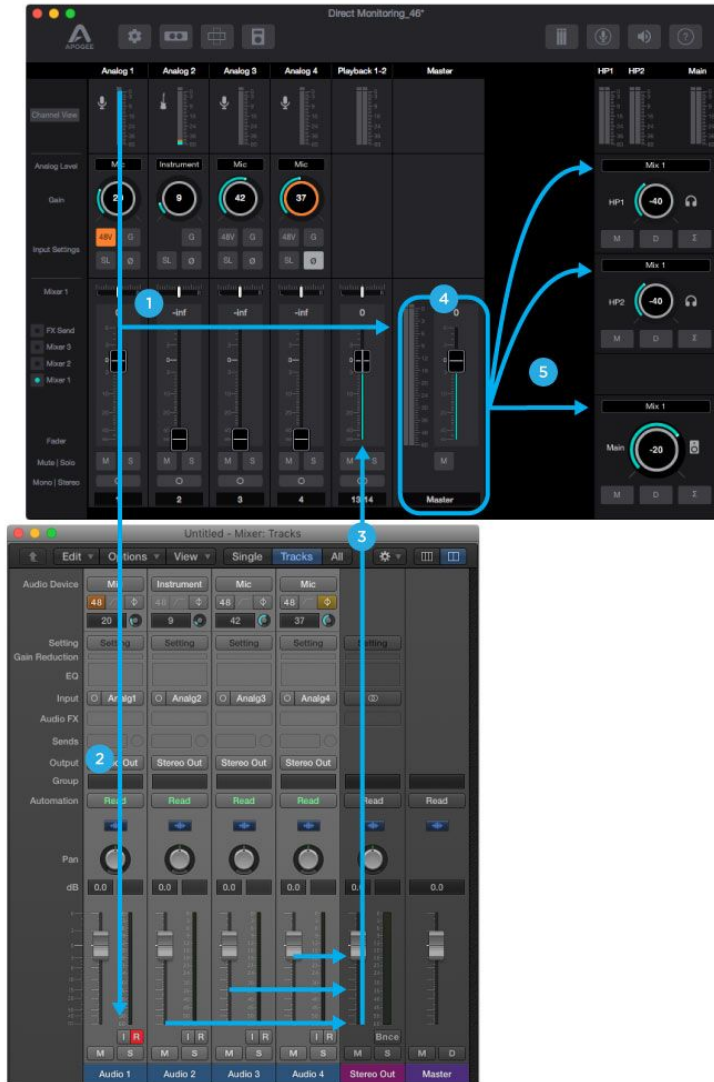 Direct Monitoring_46*
APOGEE
Analog 1 Analog 2 Analog 3 Analog 4 Playback 1-2 Master HP1 HP2 Main
Channel View
Analog Level Mic Instrument Mic Mic Mix 1
Gain 20 9 42 37 HP1 -40
48V G G 48V G 48V G M D Σ
Input Settings
SL Ø SL Ø SL Ø SL Ø Mix 1
Mixer 1
1 4
0 -inf -inf -inf 0 0 HP2 -40
FX Send M D Σ
Mixer 3
Mixer 2
Mixer 1 5
Mix 1
Fader Main -20
Mute | Solo M S M S M S M S M S M
Mono | Stereo M D Σ
1 2 3 4 13 14 Master
Untitled - Mixer: Tracks
3
Edit Options View Single Tracks All
Audio Device Mic Instrument Mic Mic
48 48 48 48
20 9 42 37
Setting Setting Setting Setting Setting Setting
Gain Reduction
EQ
Input Analg1 Analg2 Analg3 Analg4
Audio FX
Sends
2
Output Out Stereo Out Stereo Out Stereo Out
Group
Automation Read Read Read Read Read Read
Pan
dB 0.0 0.0 0.0 0.0 0.0 0.0
I R I R I R I R Bnce
M S M S M S M S M S M D
Audio 1 Audio 2 Audio 3 Audio 4 Stereo Out Master